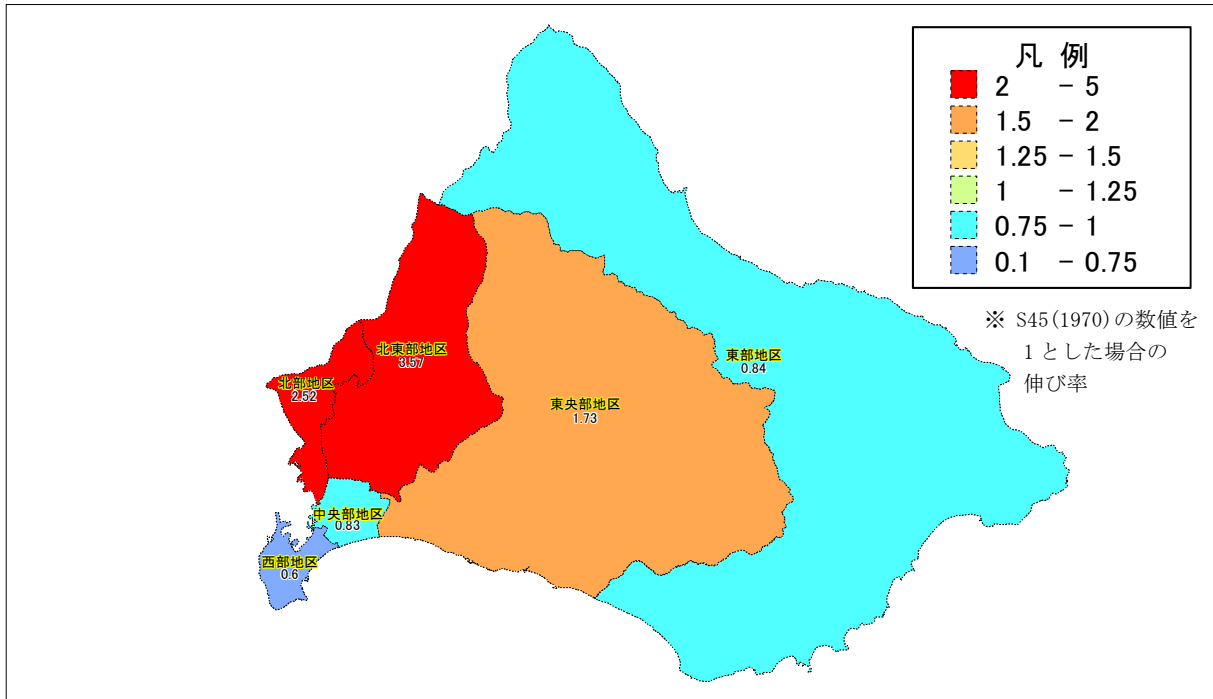 凡 例
2 － 5
1.5 － 2
1.25 － 1.5
1 － 1.25
0.75 － 1
0.1 － 0.75
※ S45(1970)の数値を
1とした場合の
伸び率
北東部地区
3.57
東部地区
0.84
北部地区
2.52
東央部地区
1.73
中央部地区
0.83
西部地区
0.6